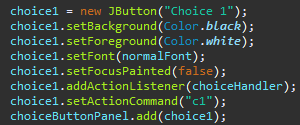 choice1 = new JButton("Choice 1");
choice1.setBackground(Color.black);
choice1.setForeground(Color.white);
choice1.setFont(normalFont);
choice1.setFocusPainted(false);
choice1.addActionListener(choiceHandler);
choice1.setActionCommand("c1");
choiceButtonPanel.add(choice1);